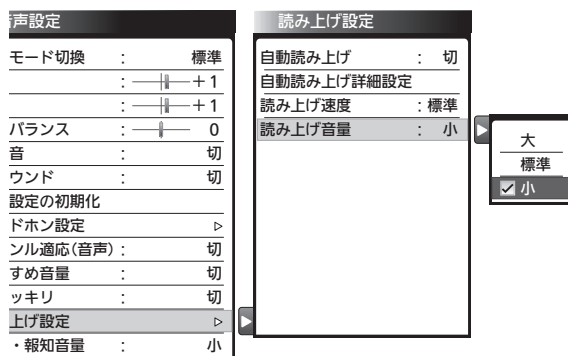 声設定
モード切換 : 標準
: +1
: +1
バランス : 0
音 : 切
ウンド : 切
設定の初期化
ドホン設定
ンル適応(音声) : 切
すめ音量 : 切
ッキリ : 切
上げ設定
・報知音量 : 小
読み上げ設定
自動読み上げ : 切
自動読み上げ詳細設定
読み上げ速度 : 標準
読み上げ音量 : 小
大
標準
小